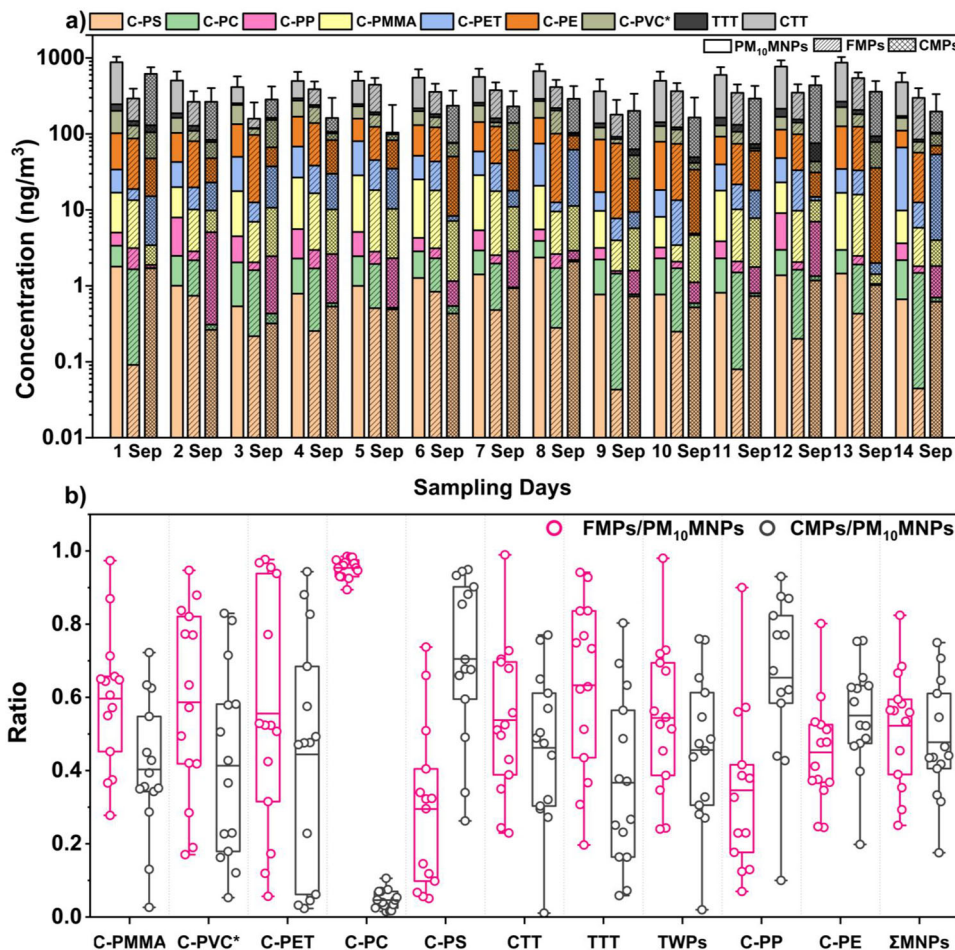 a) C-PS C-PC C-PP C-PMMA C-PET C-PE C-PVC* TTT CTT
PM₁₀MNPs FMPs CMPs
Concentration (ng/m³)
1000
100
10
1
0.1
0.01
1 Sep 2 Sep 3 Sep 4 Sep 5 Sep 6 Sep 7 Sep 8 Sep 9 Sep 10 Sep 11 Sep 12 Sep 13 Sep 14 Sep
Sampling Days
b)
FMPs/PM₁₀MNPs CMPs/PM₁₀MNPs
Ratio
1.0
0.8
0.6
0.4
0.2
0.0
C-PMMA C-PVC* C-PET C-PC C-PS CTT TTT TWPs C-PP C-PE ΣMNPs